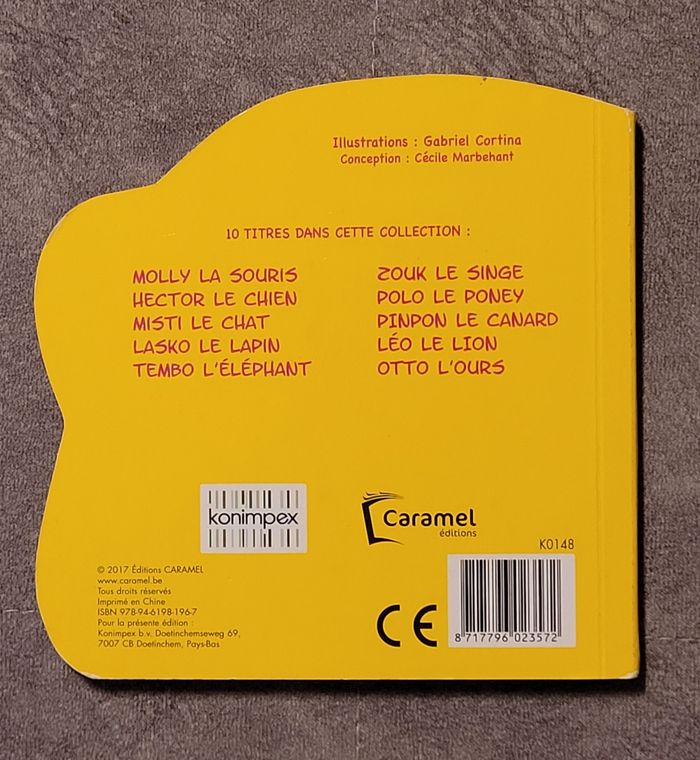 Illustrations : Gabriel Cortina
Conception : Cécile Marbehant
10 TITRES DANS CETTE COLLECTION :
MOLLY LA SOURIS
HECTOR LE CHIEN
MISTI LE CHAT
LASKO LE LAPIN
TEMBO L'ÉLÉPHANT
ZOUK LE SINGE
POLO LE PONEY
PINPON LE CANARD
LÉO LE LION
OTTO L'OURS
konimpex
Caramel
éditions
K0148
© 2017 Éditions CARAMEL
www.caramel.be
Tous droits réservés
Imprimé en Chine
ISBN 978-94-6198-196-7
Pour la présente édition :
Konimpex b.v. Doetinchemseweg 69,
7007 CB Doetinchem, Pays-Bas
CE
8 717796 023572